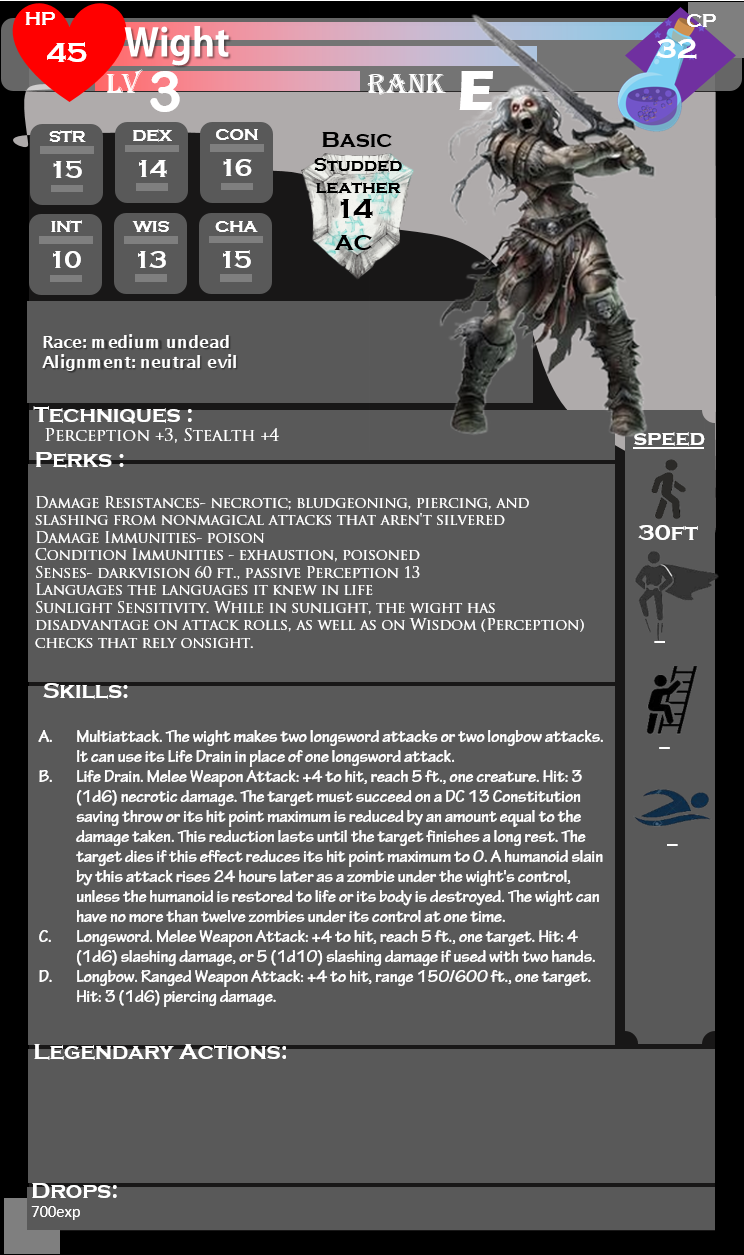 HP
45
Wight
CP
32
LV 3
RANK E
STR
15
DEX
14
CON
16
INT
10
WIS
13
CHA
15
Basic
Studded
leather
14
AC
Race: medium undead
Alignment: neutral evil
Techniques :
Perception +3, Stealth +4
Perks :
Damage Resistances- necrotic; bludgeoning, piercing, and
slashing from nonmagical attacks that aren't silvered
Damage Immunities- poison
Condition Immunities - exhaustion, poisoned
Senses- darkvision 60 ft., passive Perception 13
Languages the languages it knew in life
Sunlight Sensitivity. While in sunlight, the wight has
disadvantage on attack rolls, as well as on Wisdom (Perception)
checks that rely onsight.
SPEED
30FT
–
–
–
Skills:
A. Multiattack. The wight makes two longsword attacks or two longbow attacks.
It can use its Life Drain in place of one longsword attack.
B. Life Drain. Melee Weapon Attack: +4 to hit, reach 5 ft., one creature. Hit: 3
(1d6) necrotic damage. The target must succeed on a DC 13 Constitution
saving throw or its hit point maximum is reduced by an amount equal to the
damage taken. This reduction lasts until the target finishes a long rest. The
target dies if this effect reduces its hit point maximum to 0. A humanoid slain
by this attack rises 24 hours later as a zombie under the wight's control,
unless the humanoid is restored to life or its body is destroyed. The wight can
have no more than twelve zombies under its control at one time.
C. Longsword. Melee Weapon Attack: +4 to hit, reach 5 ft., one target. Hit: 4
(1d6) slashing damage, or 5 (1d10) slashing damage if used with two hands.
D. Longbow. Ranged Weapon Attack: +4 to hit, range 150/600 ft., one target.
Hit: 3 (1d6) piercing damage.
Legendary Actions:
Drops:
700exp